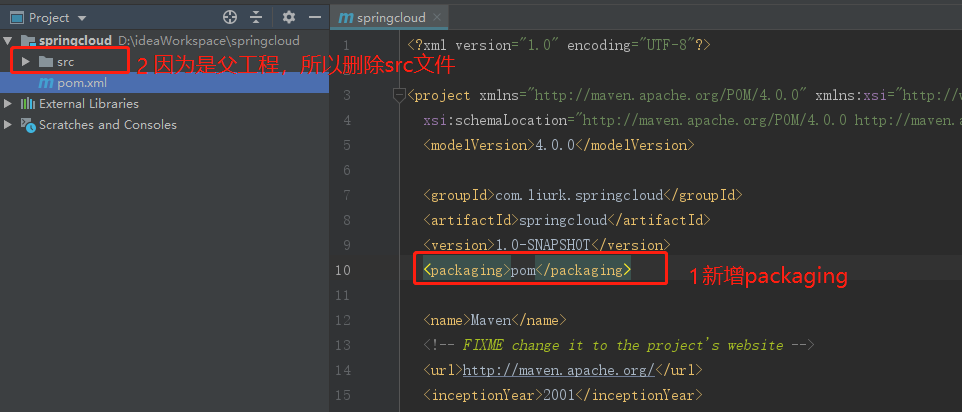 Project
springcloud D:\ideaWorkspace\springcloud
src
2 因为是父工程，所以删除src文件
pom.xml
External Libraries
Scratches and Consoles
springcloud
1 <?xml version="1.0" encoding="UTF-8"?>
3 <project xmlns="http://maven.apache.org/POM/4.0.0" xmlns:xsi="http://
4 xsi:schemaLocation="http://maven.apache.org/POM/4.0.0 http://maven.
5 <modelVersion>4.0.0</modelVersion>
6
7 <groupId>com.liurk.springcloud</groupId>
8 <artifactId>springcloud</artifactId>
9 <version>1.0-SNAPSHOT</version>
10 <packaging>pom</packaging>
1新增packaging
11
12 <name>Maven</name>
13 <!-- FIXME change it to the project's website -->
14 <url>http://maven.apache.org/</url>
15 <inceptionYear>2001</inceptionYear>